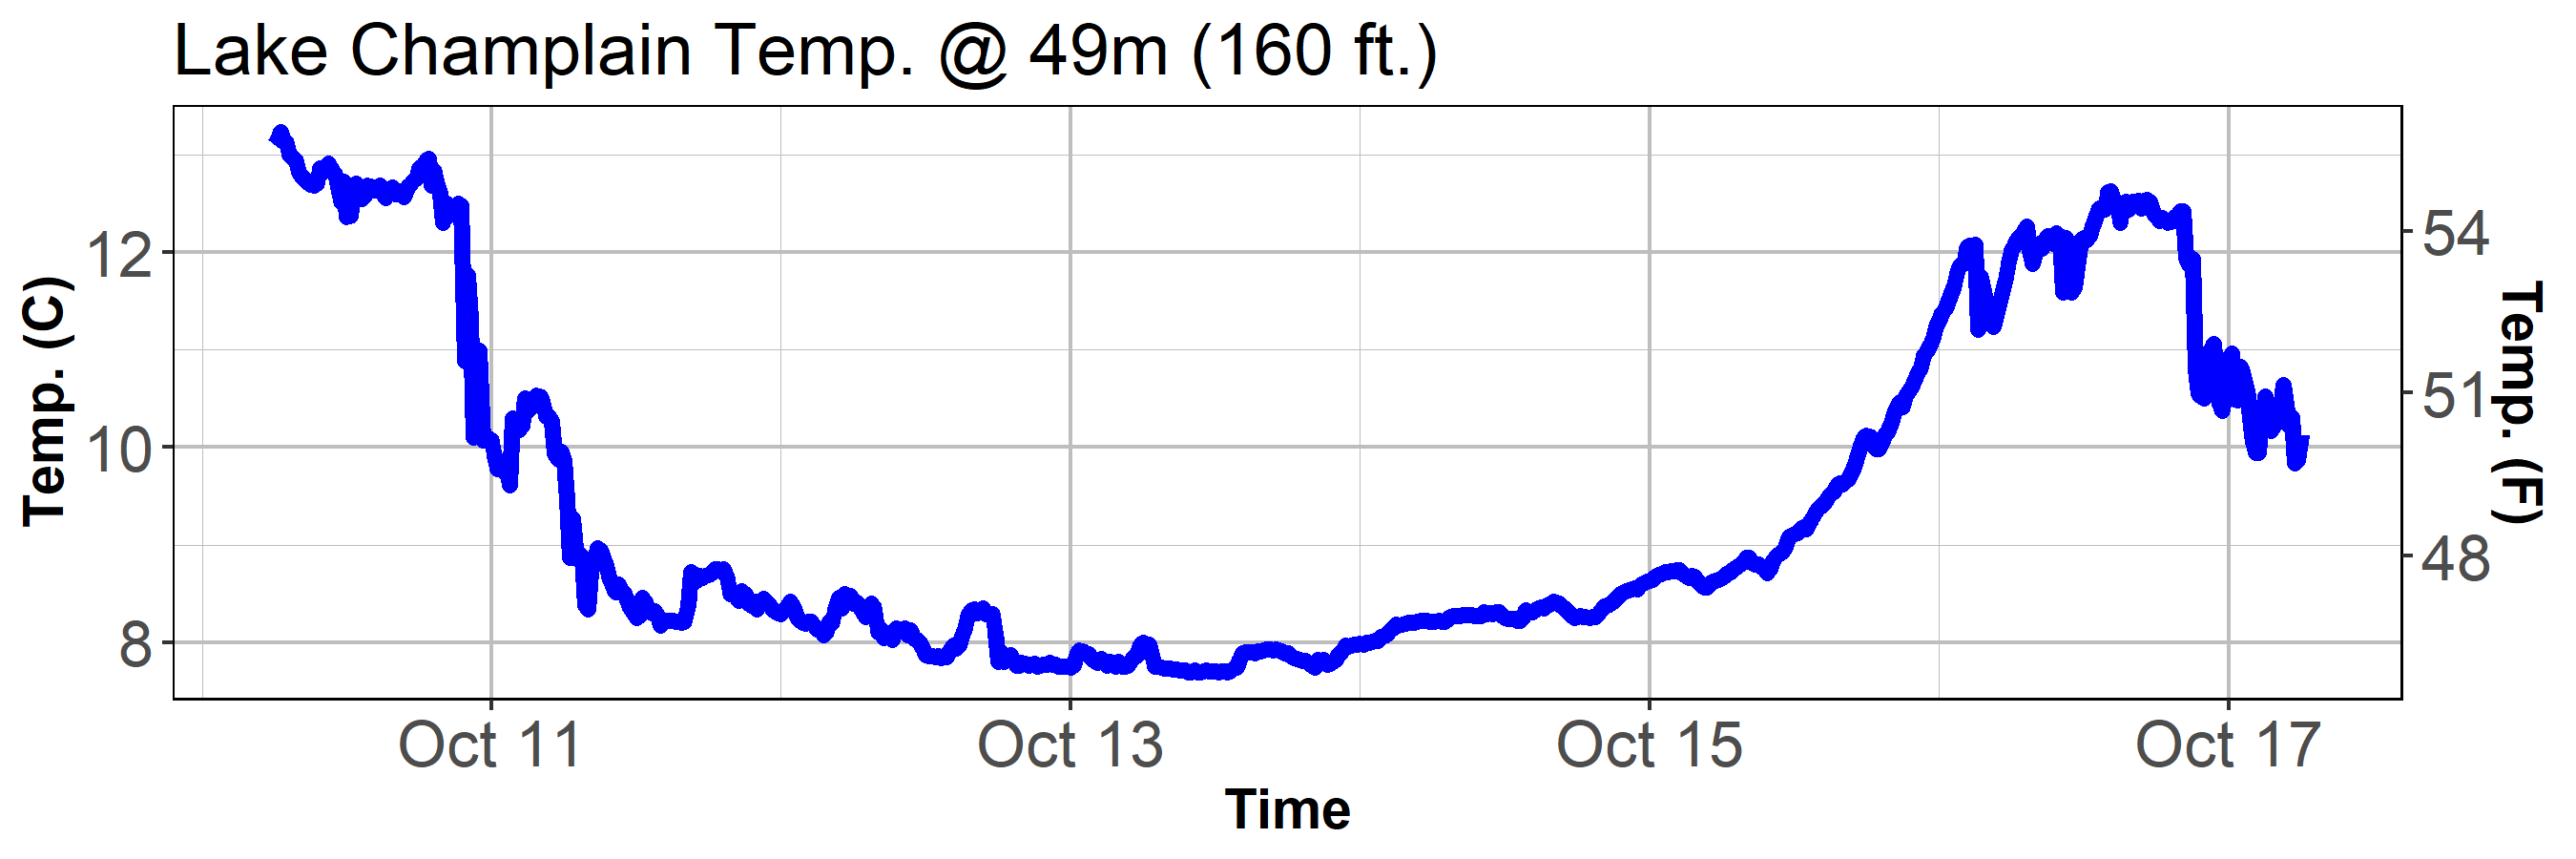 Lake Champlain Temp. @ 49m (160 ft.)
Temp. (C)
12
10
8
54
51
48
Temp. (F)
Oct 11 Oct 13 Oct 15 Oct 17
Time